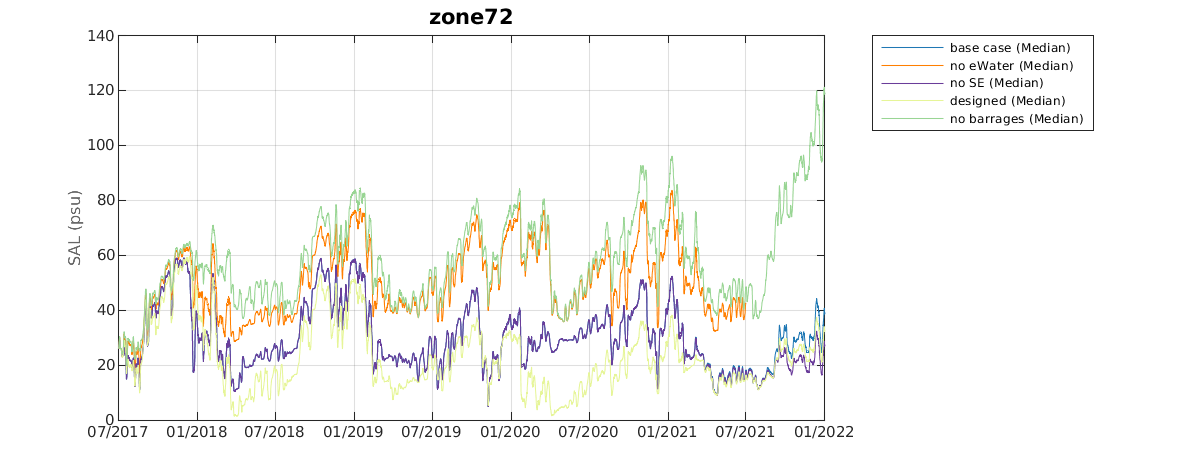 zone72
SAL (psu)
140
120
100
80
60
40
20
0
07/2017 01/2018 07/2018 01/2019 07/2019 01/2020 07/2020 01/2021 07/2021 01/2022
base case (Median)
no eWater (Median)
no SE (Median)
designed (Median)
no barrages (Median)